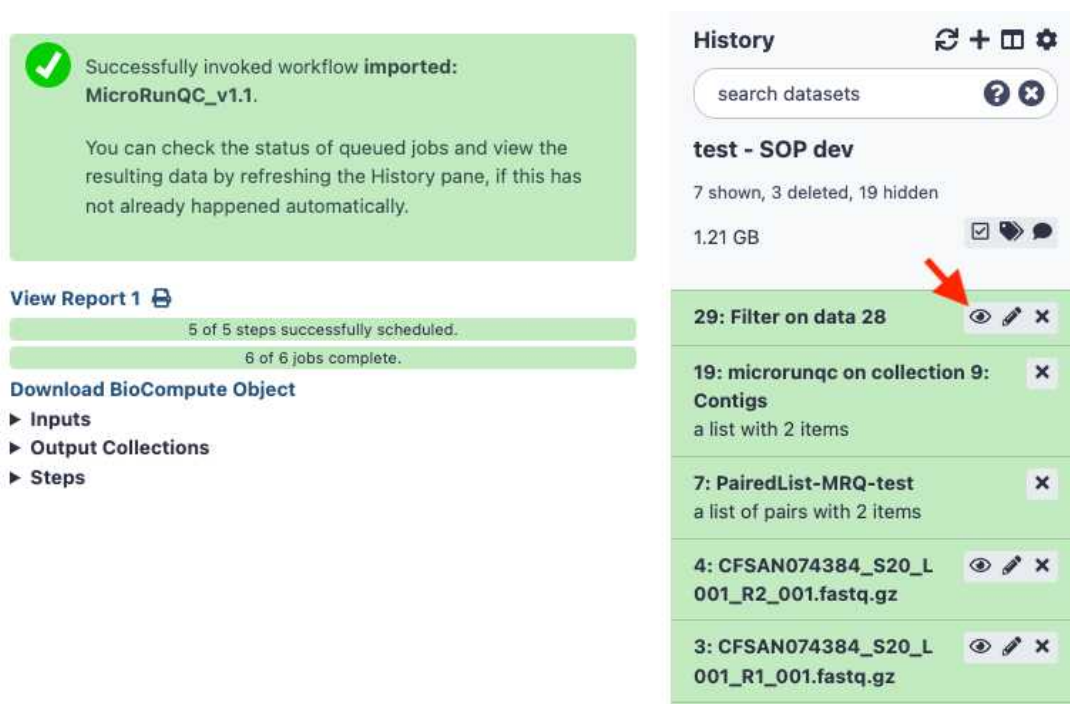 Successfully invoked workflow imported:
MicroRunQC_v1.1.
You can check the status of queued jobs and view the
resulting data by refreshing the History pane, if this has
not already happened automatically.
View Report 1
5 of 5 steps successfully scheduled.
6 of 6 jobs complete.
Download BioCompute Object
Inputs
Output Collections
Steps
History
search datasets
test - SOP dev
7 shown, 3 deleted, 19 hidden
1.21 GB
29: Filter on data 28
19: microrunqc on collection 9:
Contigs
a list with 2 items
7: PairedList-MRQ-test
a list of pairs with 2 items
4: CFSAN074384_S20_L
001_R2_001.fastq.gz
3: CFSAN074384_S20_L
001_R1_001.fastq.gz